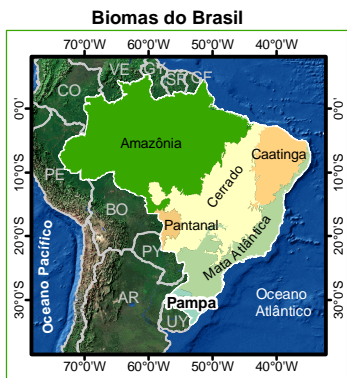 Biomas do Brasil
70°0'W 60°0'W 50°0'W 40°0'W
VE
GY
SR
GF
CO
0°0'
0°0'
Amazônia
Caatinga
10°0'S
10°0'S
PE
Cerrado
BO
Pantanal
20°0'S
20°0'S
Mata Atlântica
PY
Oceano Pacífico
Pampa
Oceano
Atlântico
30°0'S
30°0'S
AR
UY
70°0'W 60°0'W 50°0'W 40°0'W